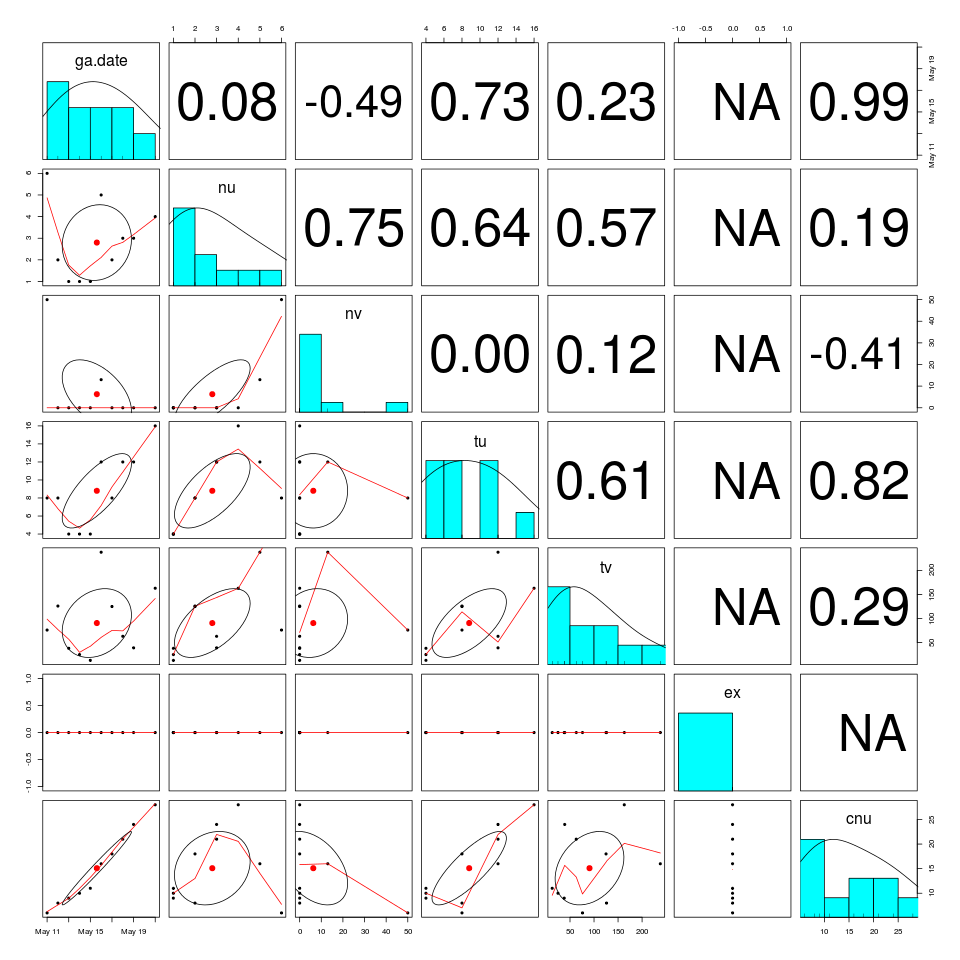 1 2 3 4 5 6 4 6 8 10 12 14 16 -1.0 -0.5 0.0 0.5 1.0
ga.date 0.08 -0.49 0.73 0.23 NA 0.99 May 11 May 15 May 19
1 2 3 4 5 6 nu 0.75 0.64 0.57 NA 0.19
nv 0.00 0.12 NA -0.41 0 10 20 30 40 50
4 6 8 10 12 14 16 tu 0.61 NA 0.82
tv NA 0.29 50 100 150 200
-1.0 -0.5 0.0 0.5 1.0 ex NA
cnu 10 15 20 25
May 11 May 15 May 19 0 10 20 30 40 50 50 100 150 200 10 15 20 25